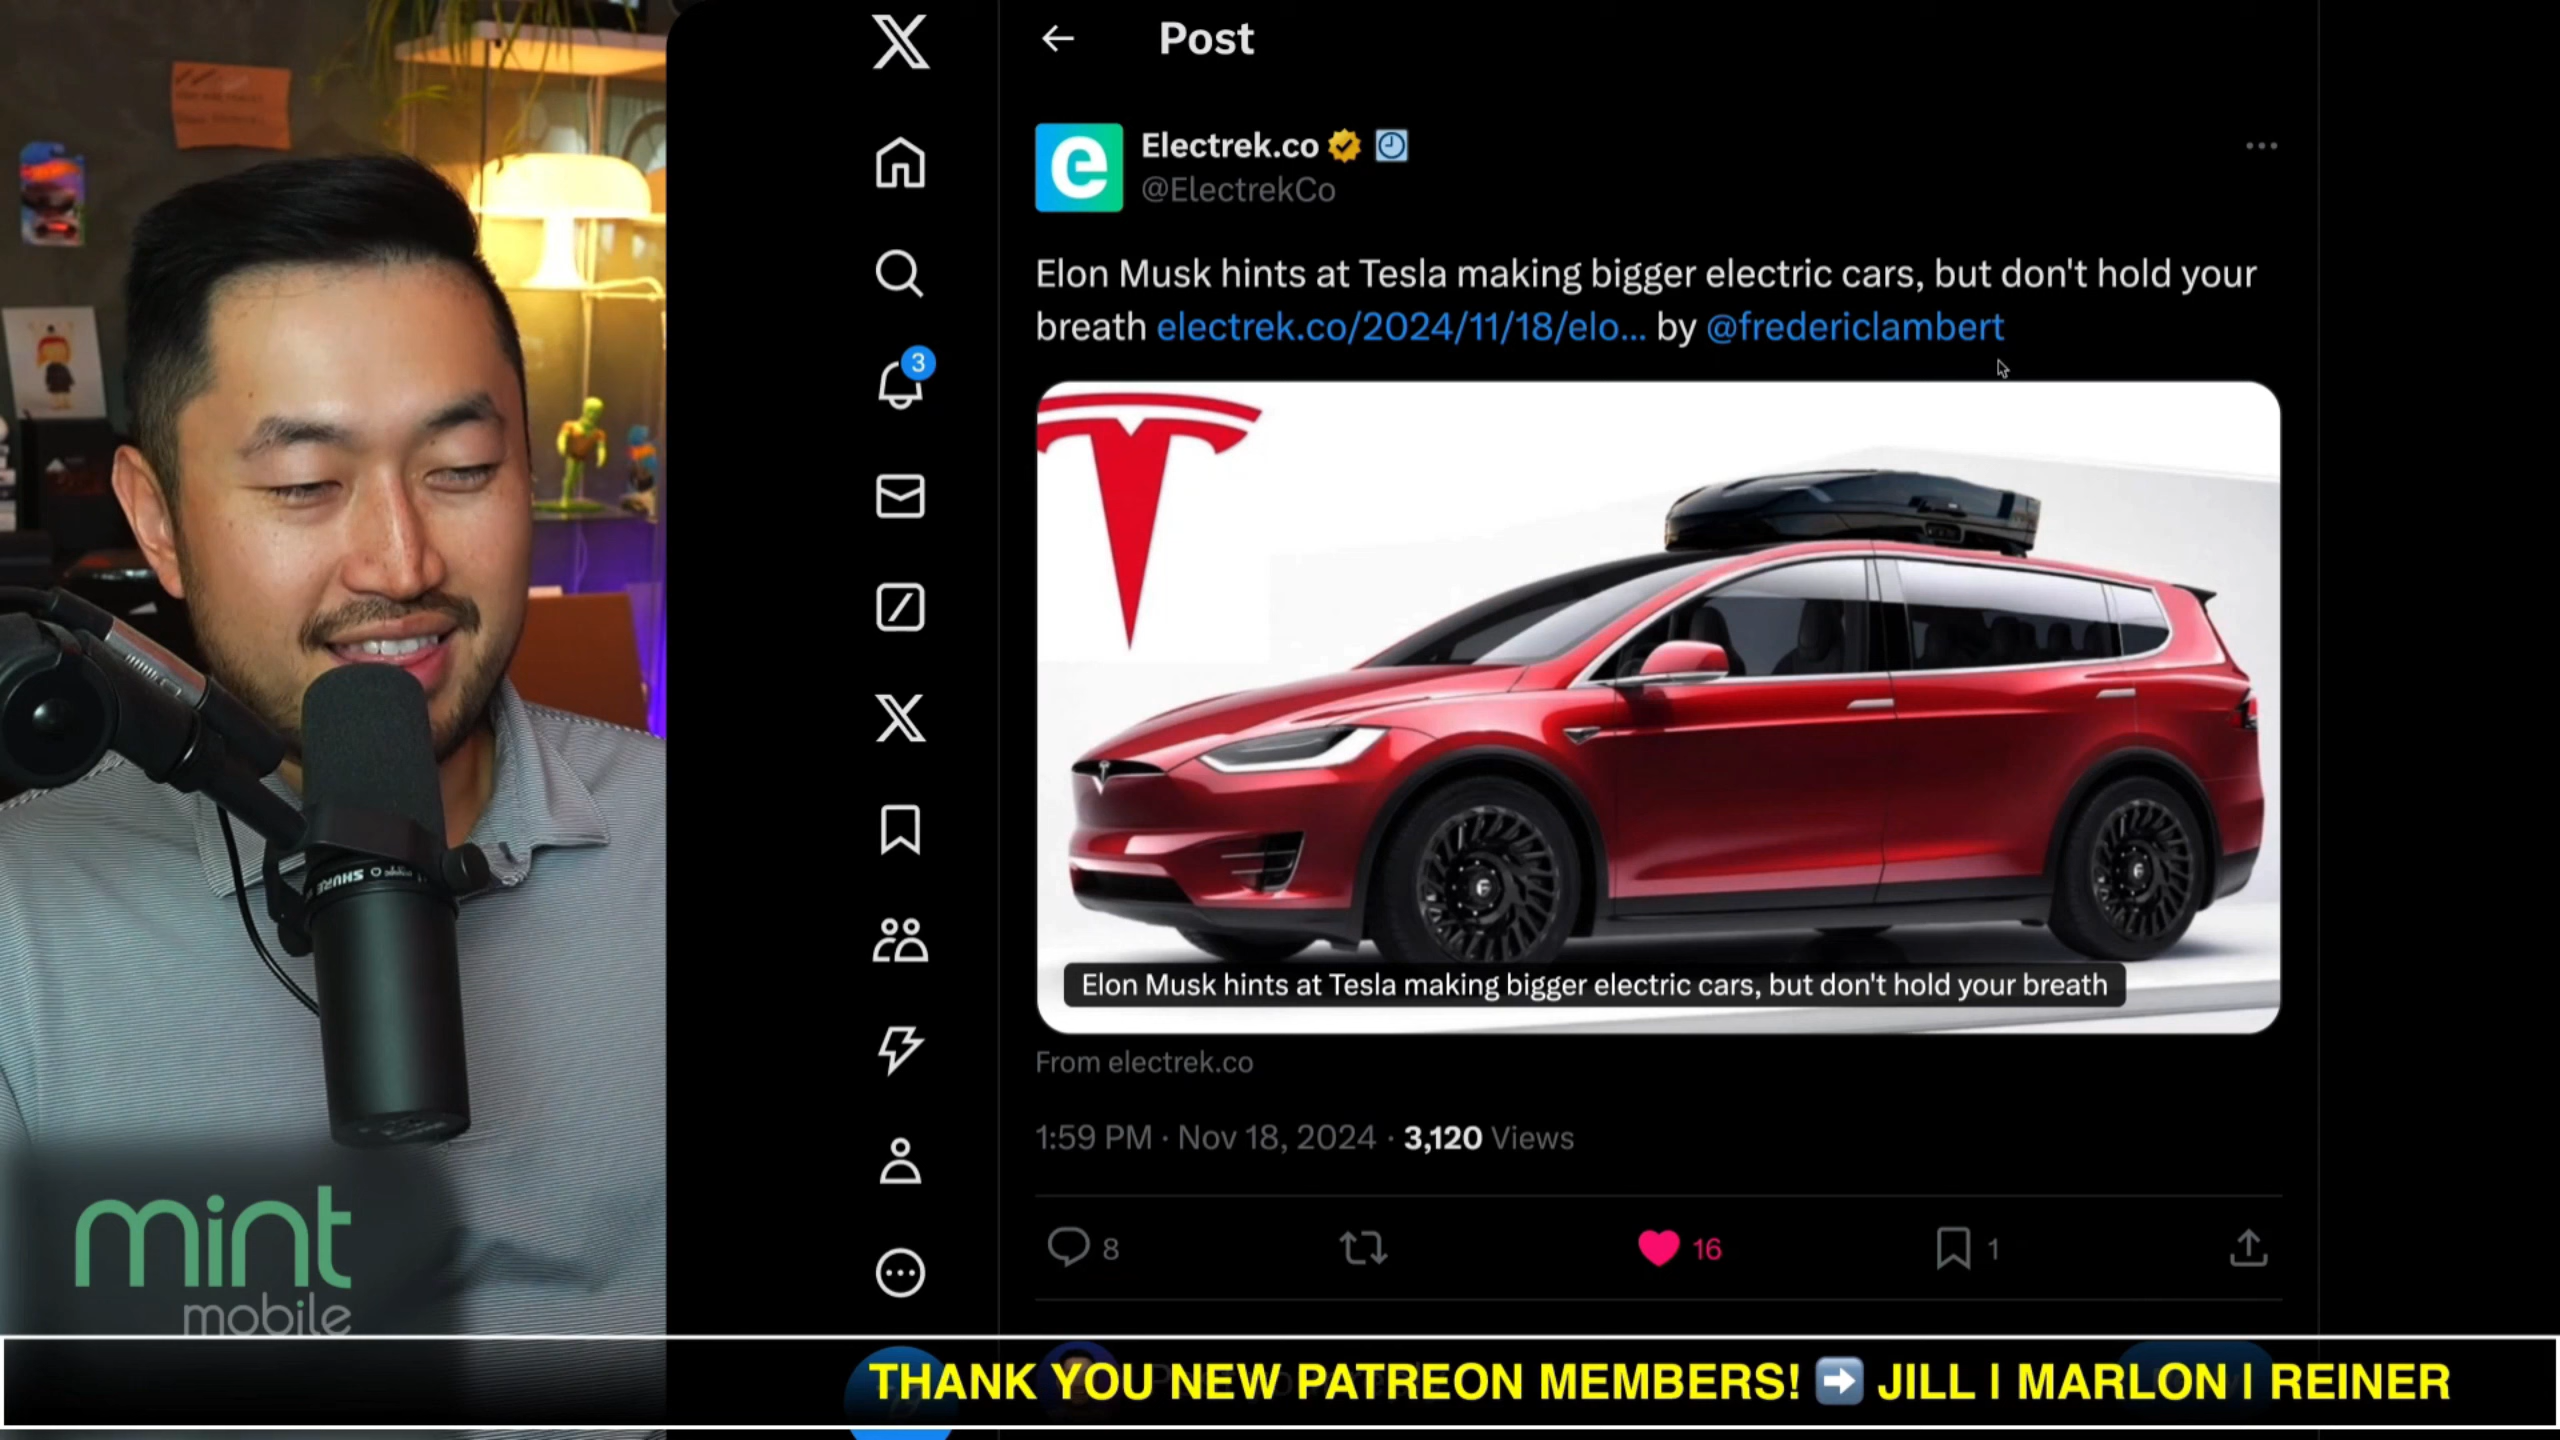 Post
Electrek.co
@ElectrekCo
Elon Musk hints at Tesla making bigger electric cars, but don't hold your
breath electrek.co/2024/11/18/elo... by @fredericlambert
3
Elon Musk hints at Tesla making bigger electric cars, but don't hold your breath
From electrek.co
1:59 PM · Nov 18, 2024 · 3,120 Views
8
16
1
SHURE
mint
mobile
THANK YOU NEW PATREON MEMBERS! ➡ JILL | MARLON | REINER